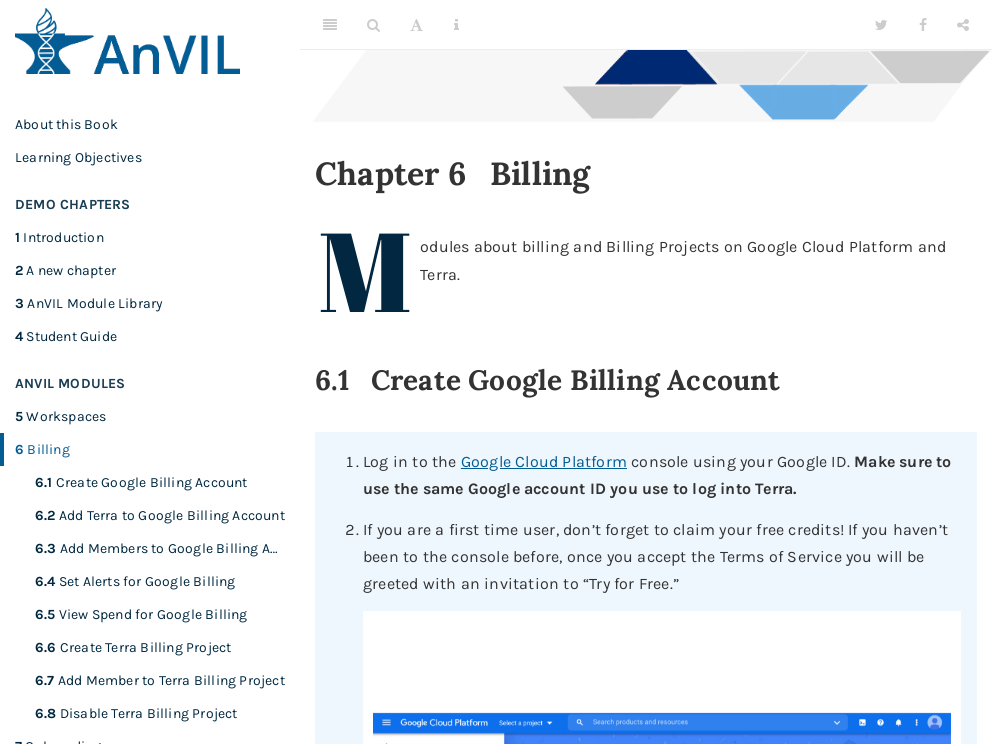 AnVIL
About this Book
Learning Objectives
DEMO CHAPTERS
1 Introduction
2 A new chapter
3 AnVIL Module Library
4 Student Guide
ANVIL MODULES
5 Workspaces
6 Billing
6.1 Create Google Billing Account
6.2 Add Terra to Google Billing Account
6.3 Add Members to Google Billing A...
6.4 Set Alerts for Google Billing
6.5 View Spend for Google Billing
6.6 Create Terra Billing Project
6.7 Add Member to Terra Billing Project
6.8 Disable Terra Billing Project
Chapter 6 Billing
Modules about billing and Billing Projects on Google Cloud Platform and
Terra.
6.1 Create Google Billing Account
1. Log in to the Google Cloud Platform console using your Google ID. Make sure to
use the same Google account ID you use to log into Terra.
2. If you are a first time user, don’t forget to claim your free credits! If you haven’t
been to the console before, once you accept the Terms of Service you will be
greeted with an invitation to “Try for Free.”
Google Cloud Platform Select a project Search products and resources